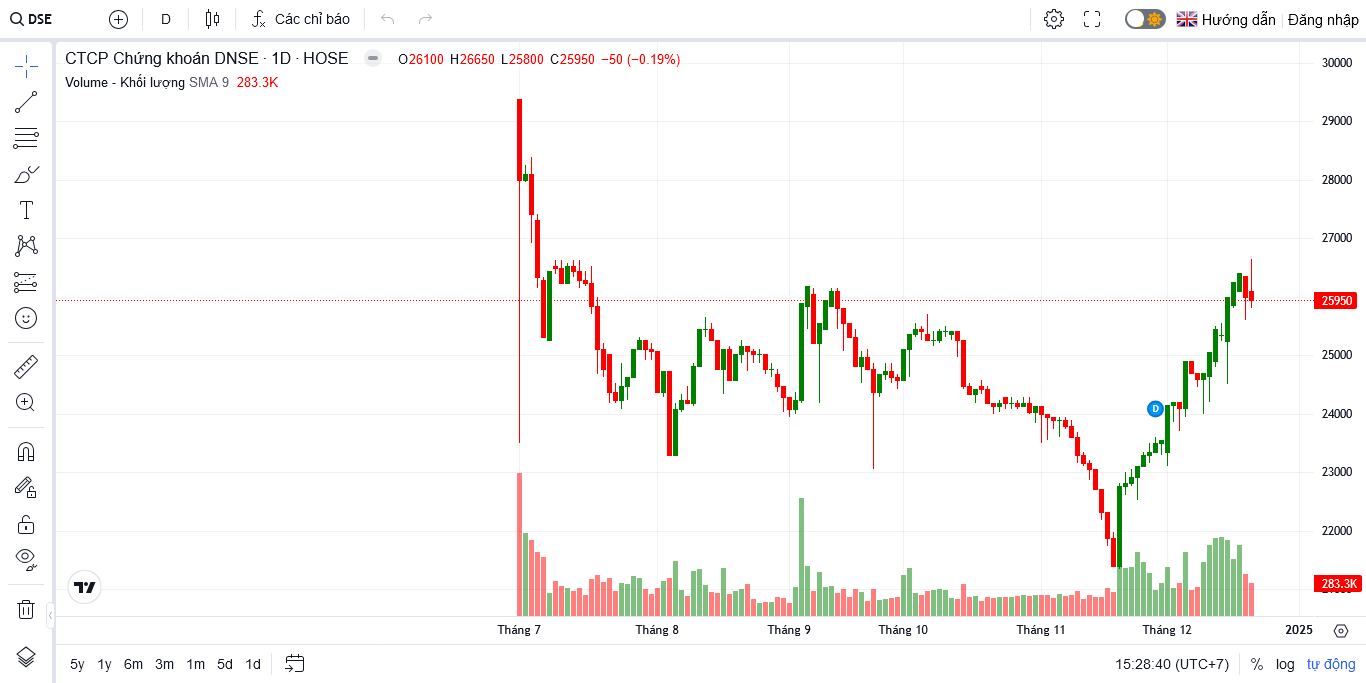 DSE D Các chỉ báo Hướng dẫn Đăng nhập
CTCP Chứng khoán DNSE · 1D · HOSE O26100 H26650 L25800 C25950 −50 (−0.19%)
Volume - Khối lượng SMA 9 283.3K
30000
29000
28000
27000
25950
25000
24000
D
23000
22000
283.3K
Tháng 7 Tháng 8 Tháng 9 Tháng 10 Tháng 11 Tháng 12 2025
5y 1y 6m 3m 1m 5d 1d 15:28:40 (UTC+7) % log tự động